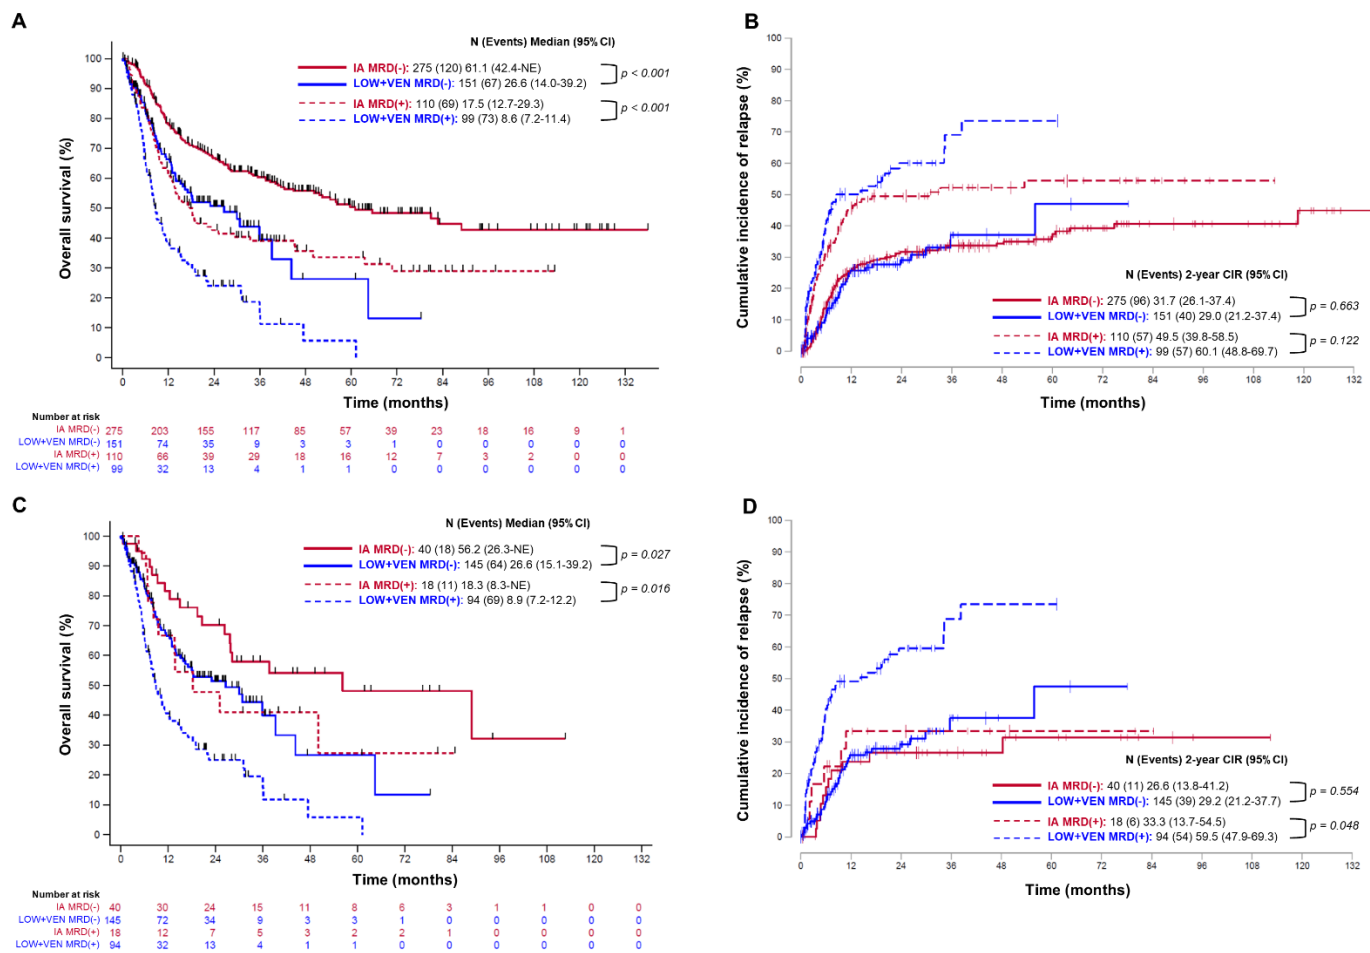 A
N (Events) Median (95% CI)
IA MRD(-): 275 (120) 61.1 (42.4-NE)
LOW+VEN MRD(-): 151 (67) 26.6 (14.0-39.2)
p < 0.001
IA MRD(+): 110 (69) 17.5 (12.7-29.3)
LOW+VEN MRD(+): 99 (73) 8.6 (7.2-11.4)
p < 0.001
Overall survival (%)
100
90
80
70
60
50
40
30
20
10
0
0 12 24 36 48 60 72 84 96 108 120 132
Time (months)
Number at risk
IA MRD(-) 275 203 155 117 85 57 39 23 18 16 9 1
LOW+VEN MRD(-) 151 74 35 9 3 3 1 0 0 0 0 0
IA MRD(+) 110 66 39 29 18 16 12 7 3 2 0 0
LOW+VEN MRD(+) 99 32 13 4 1 1 0 0 0 0 0 0
B
Cumulative incidence of relapse (%)
100
90
80
70
60
50
40
30
20
10
0
N (Events) 2-year CIR (95% CI)
IA MRD(-): 275 (96) 31.7 (26.1-37.4)
LOW+VEN MRD(-): 151 (40) 29.0 (21.2-37.4)
p = 0.663
IA MRD(+): 110 (57) 49.5 (39.8-58.5)
LOW+VEN MRD(+): 99 (57) 60.1 (48.8-69.7)
p = 0.122
0 12 24 36 48 60 72 84 96 108 120 132
Time (months)
C
N (Events) Median (95% CI)
IA MRD(-): 40 (18) 56.2 (26.3-NE)
LOW+VEN MRD(-): 145 (64) 26.6 (15.1-39.2)
p = 0.027
IA MRD(+): 18 (11) 18.3 (8.3-NE)
LOW+VEN MRD(+): 94 (69) 8.9 (7.2-12.2)
p = 0.016
Overall survival (%)
100
90
80
70
60
50
40
30
20
10
0
0 12 24 36 48 60 72 84 96 108 120 132
Time (months)
Number at risk
IA MRD(-) 40 30 24 15 11 8 6 3 1 1 0 0
LOW+VEN MRD(-) 145 72 34 9 3 3 1 0 0 0 0 0
IA MRD(+) 18 12 7 5 3 2 2 1 0 0 0 0
LOW+VEN MRD(+) 94 32 13 4 1 1 0 0 0 0 0 0
D
Cumulative incidence of relapse (%)
100
90
80
70
60
50
40
30
20
10
0
N (Events) 2-year CIR (95% CI)
IA MRD(-): 40 (11) 26.6 (13.8-41.2)
LOW+VEN MRD(-): 145 (39) 29.2 (21.2-37.7)
p = 0.554
IA MRD(+): 18 (6) 33.3 (13.7-54.5)
LOW+VEN MRD(+): 94 (54) 59.5 (47.9-69.3)
p = 0.048
0 12 24 36 48 60 72 84 96 108 120 132
Time (months)